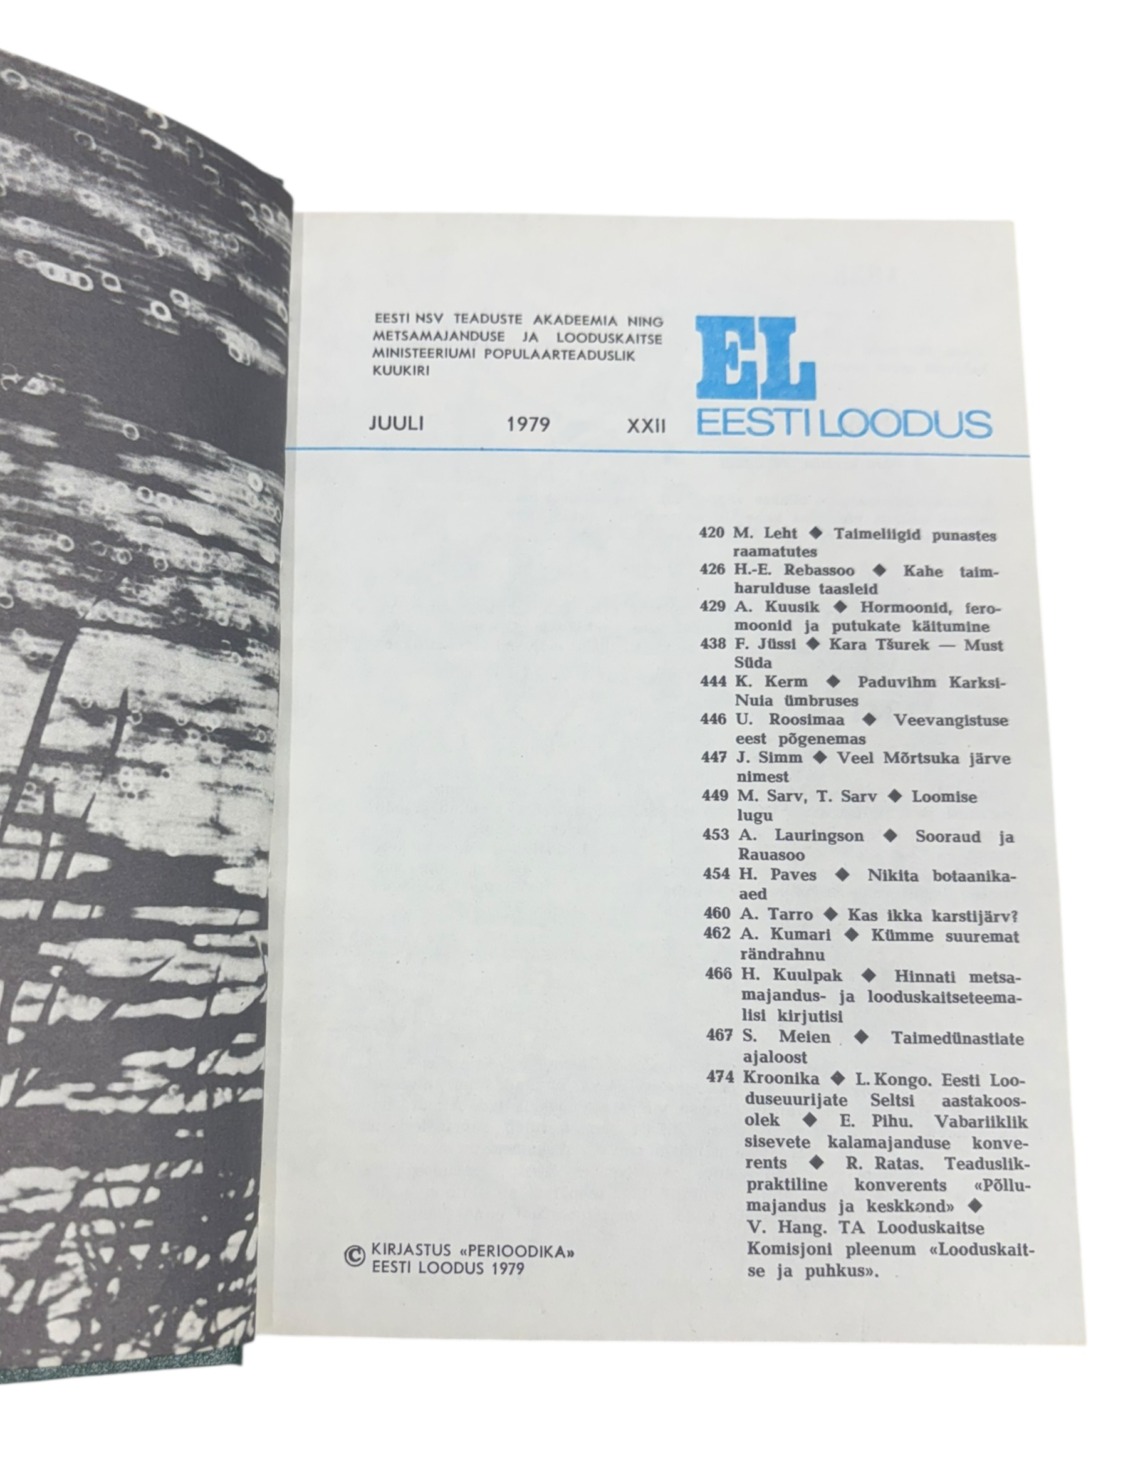 EESTI NSV TEADUSTE AKADEEMIA NING
METSAMAJANDUSE JA LOODUSKAITSE
MINISTEERIUMI POPULAARTEADUSLIK
KUUKIRI
JUULI 1979 XXII
EL
EESTI LOODUS
420 M. Leht ◆ Taimeliigid punastes
raamatutes
426 H.-E. Rebassoo ◆ Kahe taim-
harulduse taasleid
429 A. Kuusik ◆ Hormoonid, fero-
moonid ja putukate käitumine
438 F. Jüssi ◆ Kara Tšurek — Must
Süda
444 K. Kerm ◆ Paduvihm Karksi-
Nuia ümbruses
446 U. Roosimaa ◆ Veevangistuse
eest põgenemas
447 J. Simm ◆ Veel Mõrtsuka järve
nimest
449 M. Sarv, T. Sarv ◆ Loomise
lugu
453 A. Lauringson ◆ Sooraud ja
Rauasoo
454 H. Paves ◆ Nikita botaanika-
aed
460 A. Tarro ◆ Kas ikka karstijärv?
462 A. Kumari ◆ Kümme suuremat
rändrahnu
466 H. Kuulpak ◆ Hinnati metsa-
majandus- ja looduskaitseteema-
lisi kirjutisi
467 S. Meien ◆ Taimedünastiate
ajaloost
474 Kroonika ◆ L. Kongo. Eesti Loo-
duseuurijate Seltsi aastakoos-
olek ◆ E. Pihu. Vabariiklik
sisevete kalamajanduse konve-
rents ◆ R. Ratas. Teaduslik-
praktiline konverents «Põllu-
majandus ja keskkond» ◆
V. Hang. TA Looduskaitse
Komisjoni pleenum «Looduskait-
se ja puhkus».
© KIRJASTUS «PERIOODIKA»
EESTI LOODUS 1979